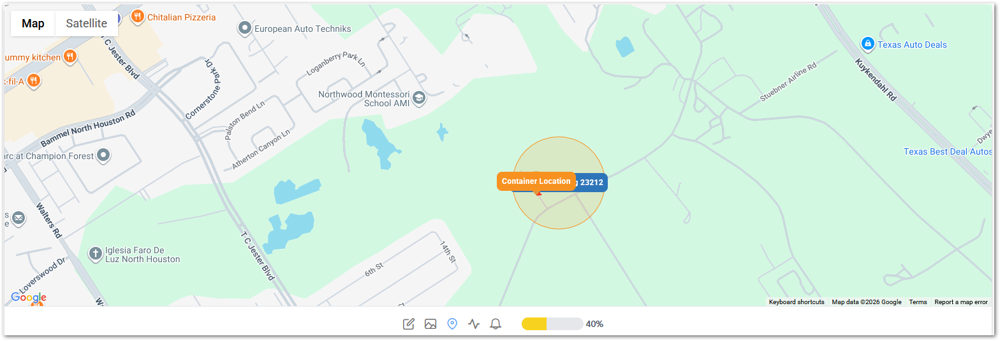 Map
Satellite
Chitalian Pizzeria
European Auto Techniks
Texas Auto Deals
ummy kitchen
k-fil-A
T C Jester Blvd
Cornerstone Park Dr
Loganberry Park Ln
Kuykendahl Rd
Stuebner Airline Rd
Northwood Montessori
School AMI
Bammel North Houston Rd
Palston Bend Ln
Atherton Canyon Ln
Dwye
Texas Best Deal Autos
arc at Champion Forest
Container Location
g 23212
s
e
Walters Rd
T C Jester Blvd
Iglesia Faro De
Luz North Houston
14th St
6th St
Loverswood Dr
Wa
Google
Keyboard shortcuts
Map data ©2026 Google
Terms
Report a map error
40%